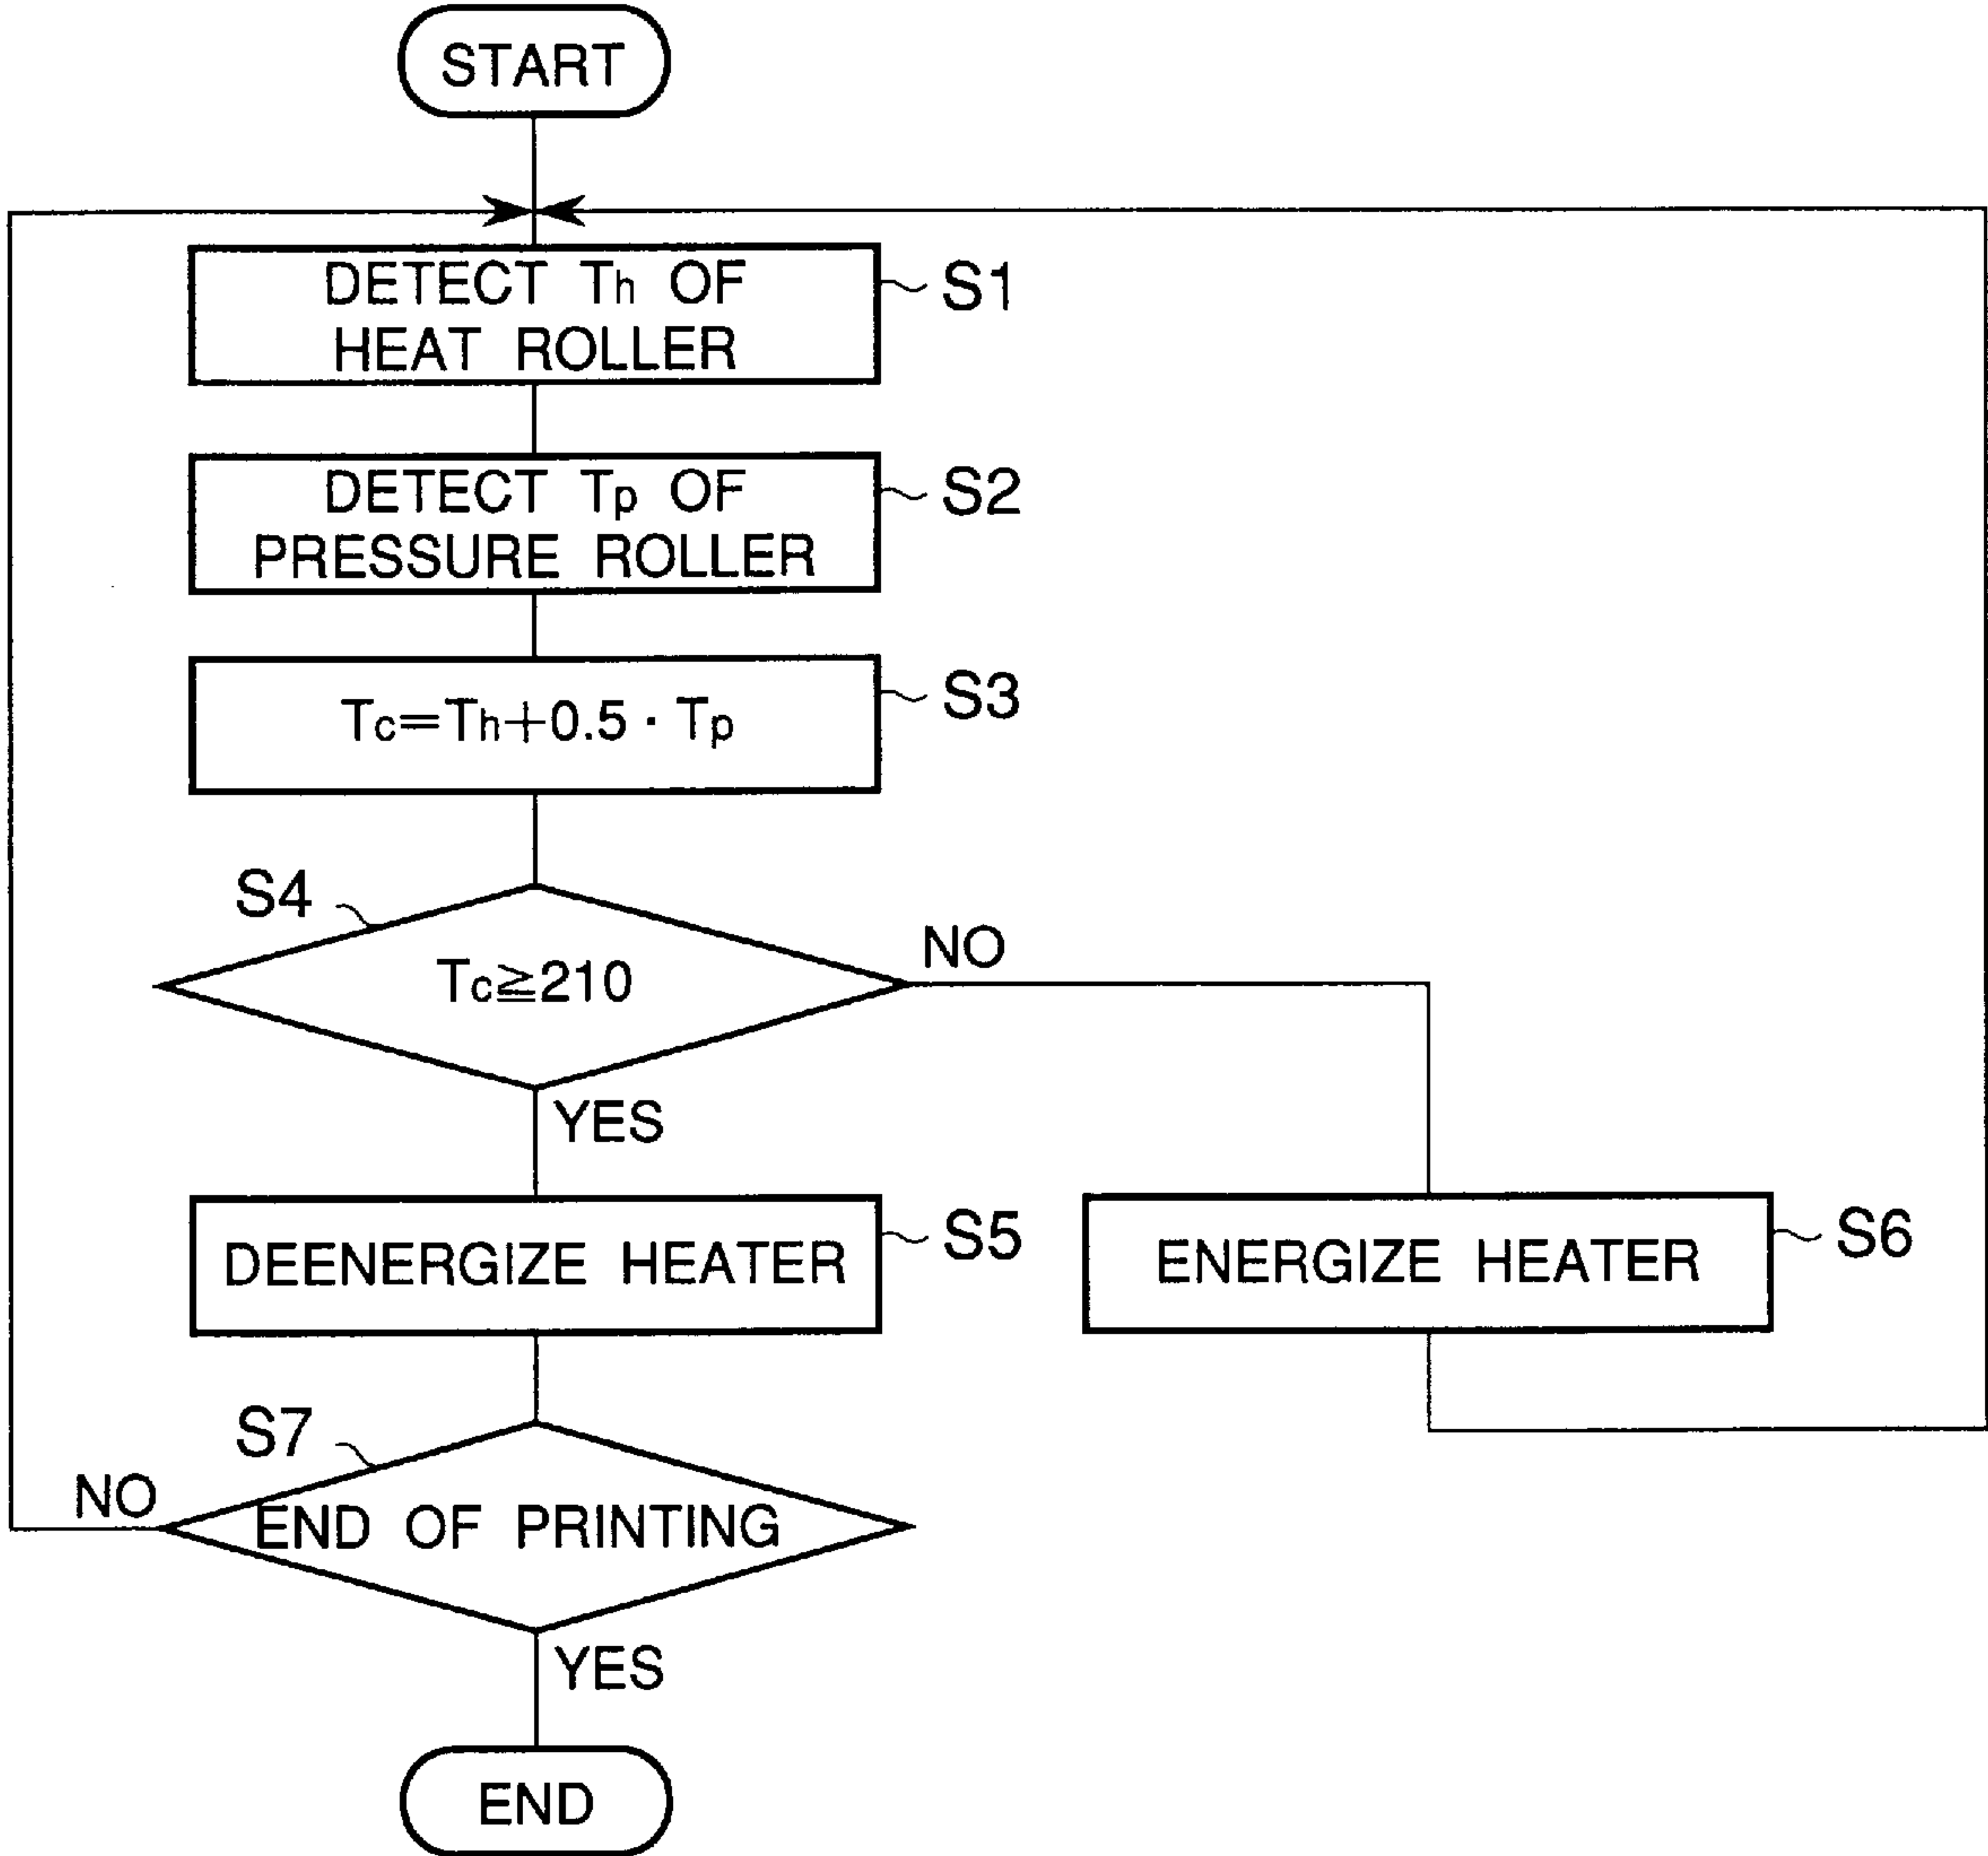 START
DETECT Th OF
HEAT ROLLER
S1
DETECT Tp OF
PRESSURE ROLLER
S2
Tc=Th+0.5 · Tp
S3
S4
Tc≧210
NO
YES
DEENERGIZE HEATER
S5
ENERGIZE HEATER
S6
S7
NO
END OF PRINTING
YES
END